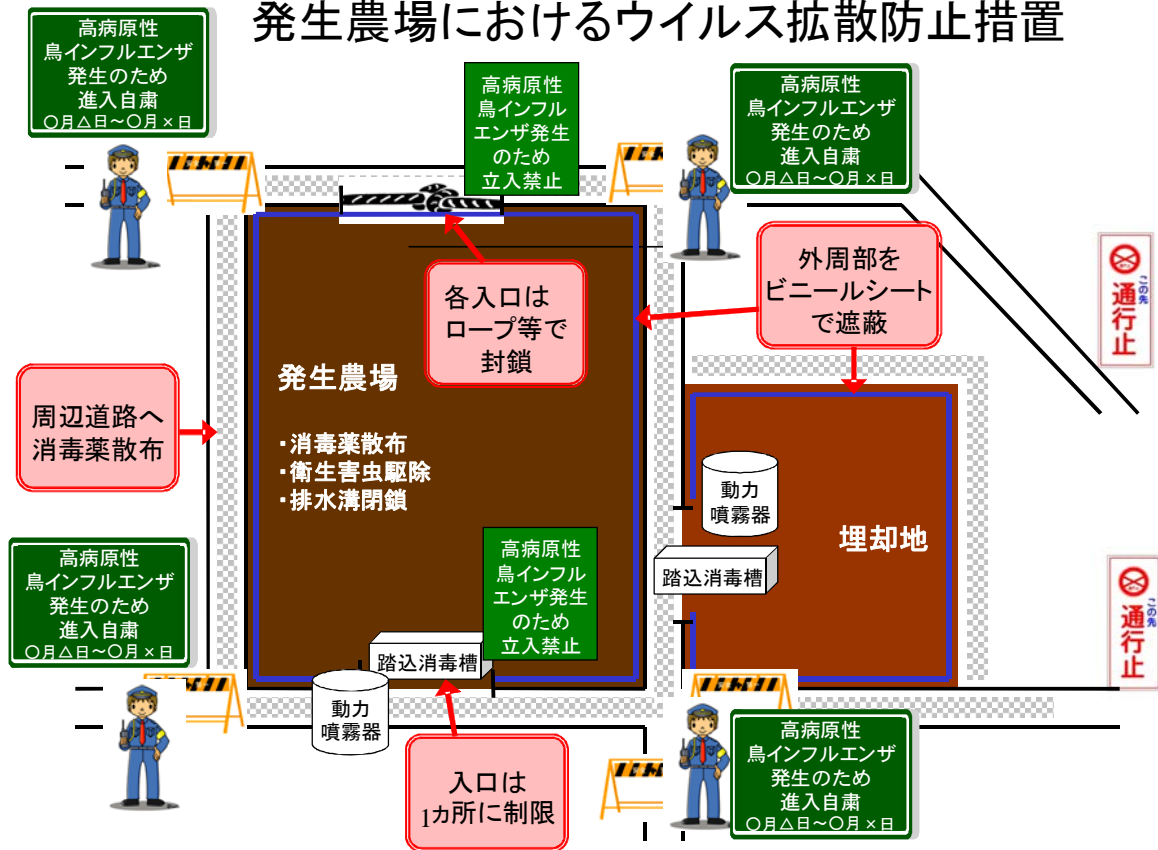 発生農場におけるウイルス拡散防止措置
高病原性
鳥インフルエンザ
発生のため
進入自粛
〇月△日～〇月×日
高病原性
鳥インフル
エンザ発生
のため
立入禁止
高病原性
鳥インフルエンザ
発生のため
進入自粛
〇月△日～〇月×日
各入口は
ロープ等で
封鎖
外周部を
ビニールシート
で遮蔽
この先
通行止
周辺道路へ
消毒薬散布
発生農場
・消毒薬散布
・衛生害虫駆除
・排水溝閉鎖
動力
噴霧器
埋却地
踏込消毒槽
高病原性
鳥インフルエンザ
発生のため
進入自粛
〇月△日～〇月×日
高病原性
鳥インフル
エンザ発生
のため
立入禁止
この先
通行止
踏込消毒槽
動力
噴霧器
入口は
1カ所に制限
高病原性
鳥インフルエンザ
発生のため
進入自粛
〇月△日～〇月×日